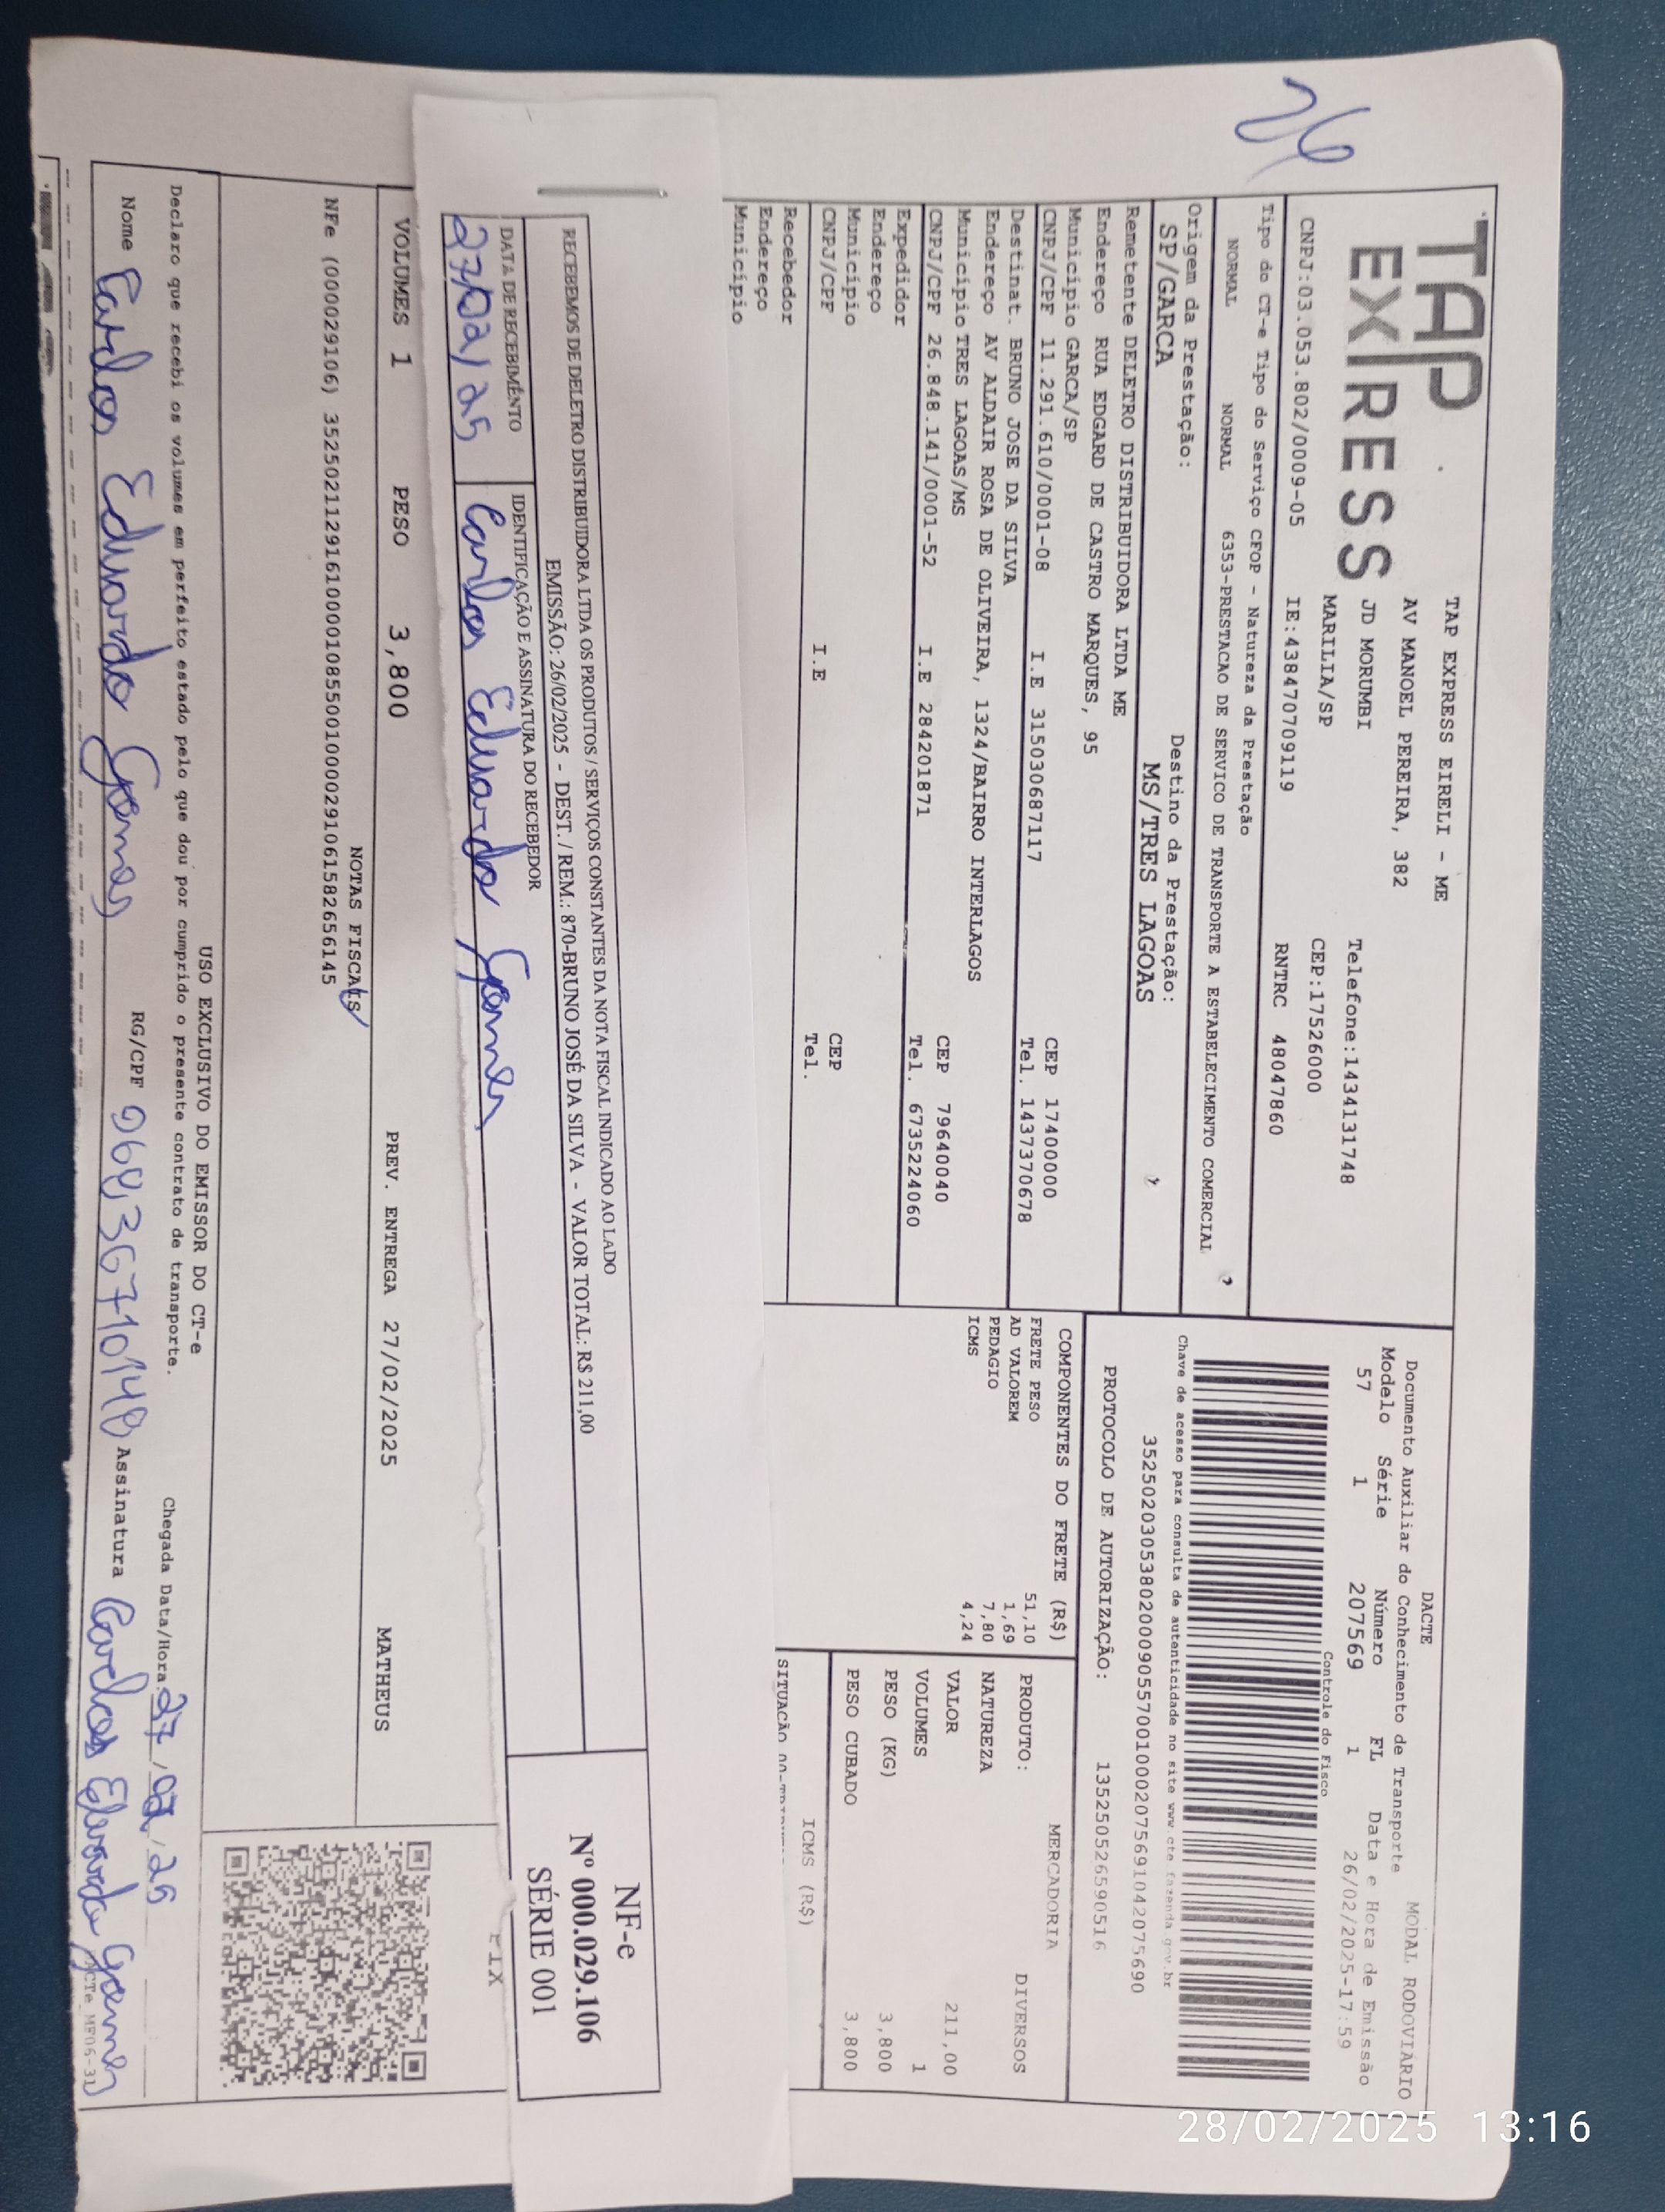 26
TAP EXPRESS
TAP EXPRESS EIRELI - ME
AV MANOEL PEREIRA, 382
JD MORUMBI
Telefone:1434131748
MARILIA/SP
CEP:17526000
CNPJ:03.053.802/0009-05
IE:438470709119
RNTRC 48047860
Tipo do CT-e Tipo do Serviço CFOP - Natureza da Prestação
NORMAL NORMAL 6353-PRESTACAO DE SERVICO DE TRANSPORTE A ESTABELECIMENTO COMERCIAL
Origem da Prestação: Destino da Prestação:
SP/GARCA MS/TRES LAGOAS
Remetente DELETRO DISTRIBUIDORA LTDA ME
Endereço RUA EDGARD DE CASTRO MARQUES, 95
Município GARCA/SP CEP 17400000
CNPJ/CPF 11.291.610/0001-08 I.E 315030687117 Tel. 1437370678
Destinat. BRUNO JOSE DA SILVA
Endereço AV ALDAIR ROSA DE OLIVEIRA, 1324/BAIRRO INTERLAGOS
Município TRES LAGOAS/MS CEP 79640040
CNPJ/CPF 26.848.141/0001-52 I.E 284201871 Tel. 6735224060
Expedidor
Endereço
Município CEP
CNPJ/CPF I.E Tel.
Recebedor
Endereço
Município
DACTE
Documento Auxiliar do Conhecimento de Transporte
MODAL RODOVIÁRIO
Modelo Série Número FL Data e Hora de Emissão
57 1 207569 1 26/02/2025-17:59
Controle do Fisco
Chave de acesso para consulta de autenticidade no site www.cte.fazenda.gov.br
35250203053802000905570010002075691042075690
PROTOCOLO DE AUTORIZAÇÃO: 135250526590516
COMPONENTES DO FRETE (R$)
FRETE PESO 51,10
AD VALOREM 1,69
PEDAGIO 7,80
ICMS 4,24
MERCADORIA
PRODUTO: DIVERSOS
NATUREZA
VALOR 211,00
VOLUMES 1
PESO (KG) 3,800
PESO CUBADO 3,800
ICMS (R$)
SITUAÇÃO
RECEBEMOS DE DELETRO DISTRIBUIDORA LTDA OS PRODUTOS / SERVIÇOS CONSTANTES DA NOTA FISCAL INDICADO AO LADO
EMISSÃO: 26/02/2025 - DEST. / REM.: 870-BRUNO JOSÉ DA SILVA - VALOR TOTAL: R$ 211,00
DATA DE RECEBIMENTO
IDENTIFICAÇÃO E ASSINATURA DO RECEBEDOR
27/02/25 Carlos Eduardo Gomes
NF-e
Nº 000.029.106
SÉRIE 001
VOLUMES 1 PESO 3,800 PREV. ENTREGA 27/02/2025 MATHEUS
NOTAS FISCAIS
NFe (000029106) 35250211291610000108550010000291061582656145
USO EXCLUSIVO DO EMISSOR DO CT-e
Declaro que recebi os volumes em perfeito estado pelo que dou por cumprido o presente contrato de transporte.
Chegada Data/Hora 27/02/25
Nome Carlos Eduardo Gomes RG/CPF Assinatura Carlos Eduardo Gomes
28/02/2025 13:16